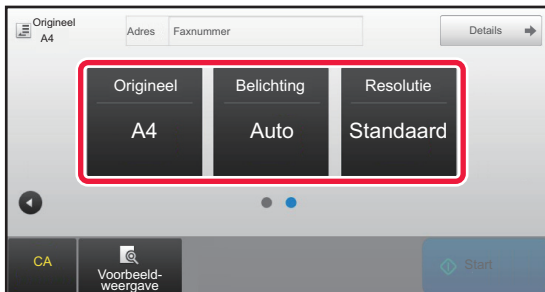 Origineel
A4
Adres Faxnummer
Details
Origineel Belichting Resolutie
A4 Auto Standaard
CA
Voorbeeld-
weergave
Start